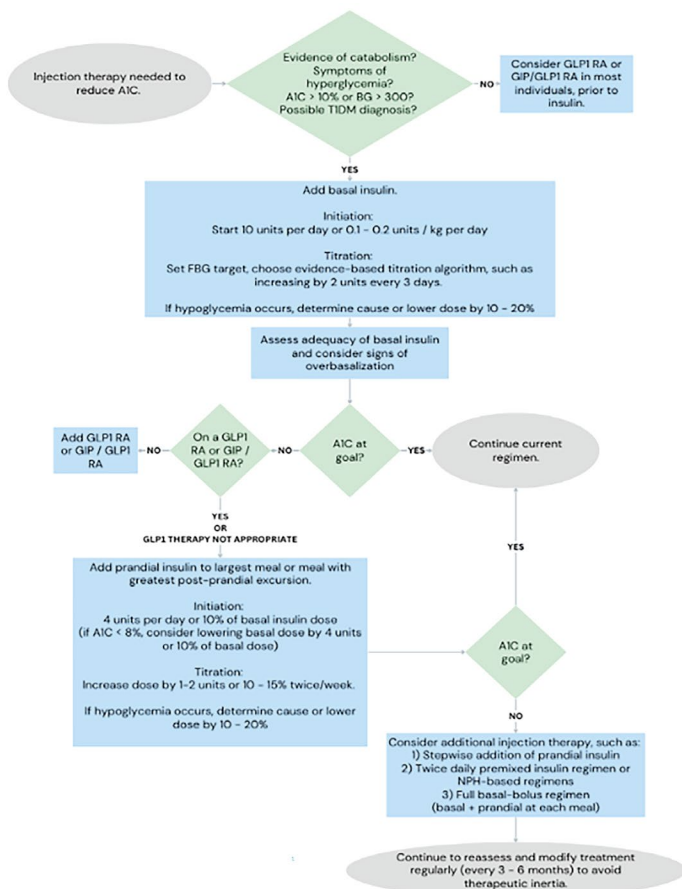 Injection therapy needed to
reduce A1C.
Evidence of catabolism?
Symptoms of
hyperglycemia?
A1C > 10% or BG > 300?
Possible T1DM diagnosis?
NO
Consider GLP1 RA or
GIP/GLP1 RA in most
individuals, prior to
insulin.
YES
Add basal insulin.
Initiation:
Start 10 units per day or 0.1 - 0.2 units / kg per day
Titration:
Set FBG target, choose evidence-based titration algorithm, such as
increasing by 2 units every 3 days.
If hypoglycemia occurs, determine cause or lower dose by 10 - 20%
Assess adequacy of basal insulin
and consider signs of
overbasalization
Add GLP1 RA
or GIP / GLP1
RA
NO
On a GLP1
RA or GIP /
GLP1 RA?
NO
A1C at
goal?
YES
Continue current
regimen.
YES
OR
GLP1 THERAPY NOT APPROPRIATE
YES
Add prandial insulin to largest meal or meal with
greatest post-prandial excursion.
Initiation:
4 units per day or 10% of basal insulin dose
(if A1C < 8%, consider lowering basal dose by 4 units
or 10% of basal dose)
Titration:
Increase dose by 1-2 units or 10 - 15% twice/week.
If hypoglycemia occurs, determine cause or lower
dose by 10 - 20%
A1C at
goal?
NO
Consider additional injection therapy, such as:
1) Stepwise addition of prandial insulin
2) Twice daily premixed insulin regimen or
NPH-based regimens
3) Full basal-bolus regimen
(basal + prandial at each meal)
Continue to reassess and modify treatment
regularly (every 3 - 6 months) to avoid
therapeutic inertia.